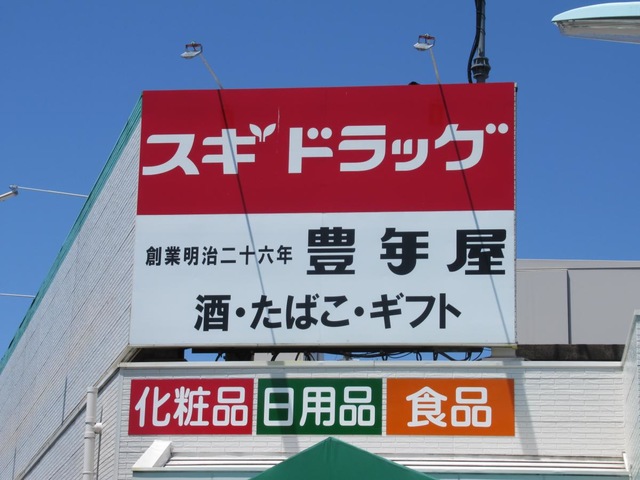 スギドラッグ
創業明治二十六年 豊年屋
酒・たばこ・ギフト
化粧品 日用品 食品